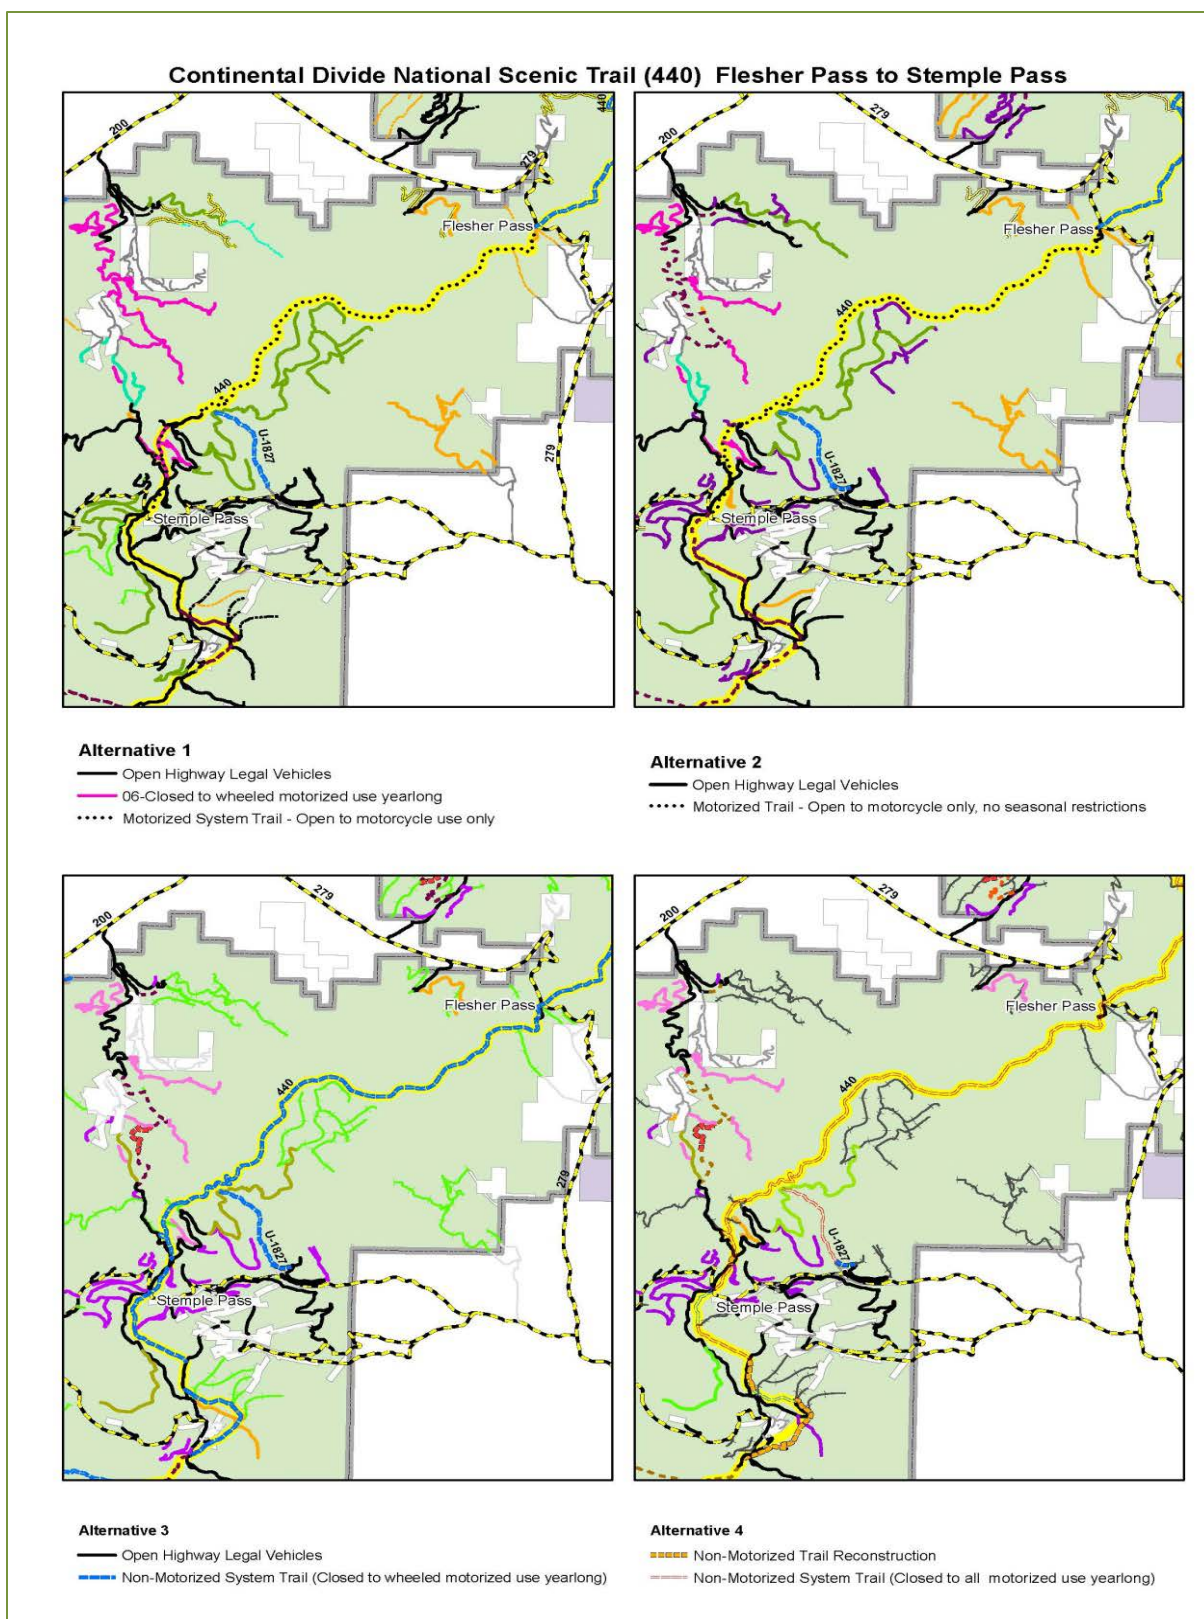 Continental Divide National Scenic Trail (440) Flesher Pass to Stemple Pass
200
279
440
Flesher Pass
440
U-1827
279
Stemple Pass
200
279
279
Flesher Pass
440
U-1827
Stemple Pass
Alternative 1
Open Highway Legal Vehicles
06-Closed to wheeled motorized use yearlong
Motorized System Trail - Open to motorcycle use only
Alternative 2
Open Highway Legal Vehicles
Motorized Trail - Open to motorcycle only, no seasonal restrictions
200
279
Flesher Pass
440
279
U-1827
Stemple Pass
200
279
Flesher Pass
440
U-1827
Stemple Pass
Alternative 3
Open Highway Legal Vehicles
Non-Motorized System Trail (Closed to wheeled motorized use yearlong)
Alternative 4
Non-Motorized Trail Reconstruction
Non-Motorized System Trail (Closed to all motorized use yearlong)